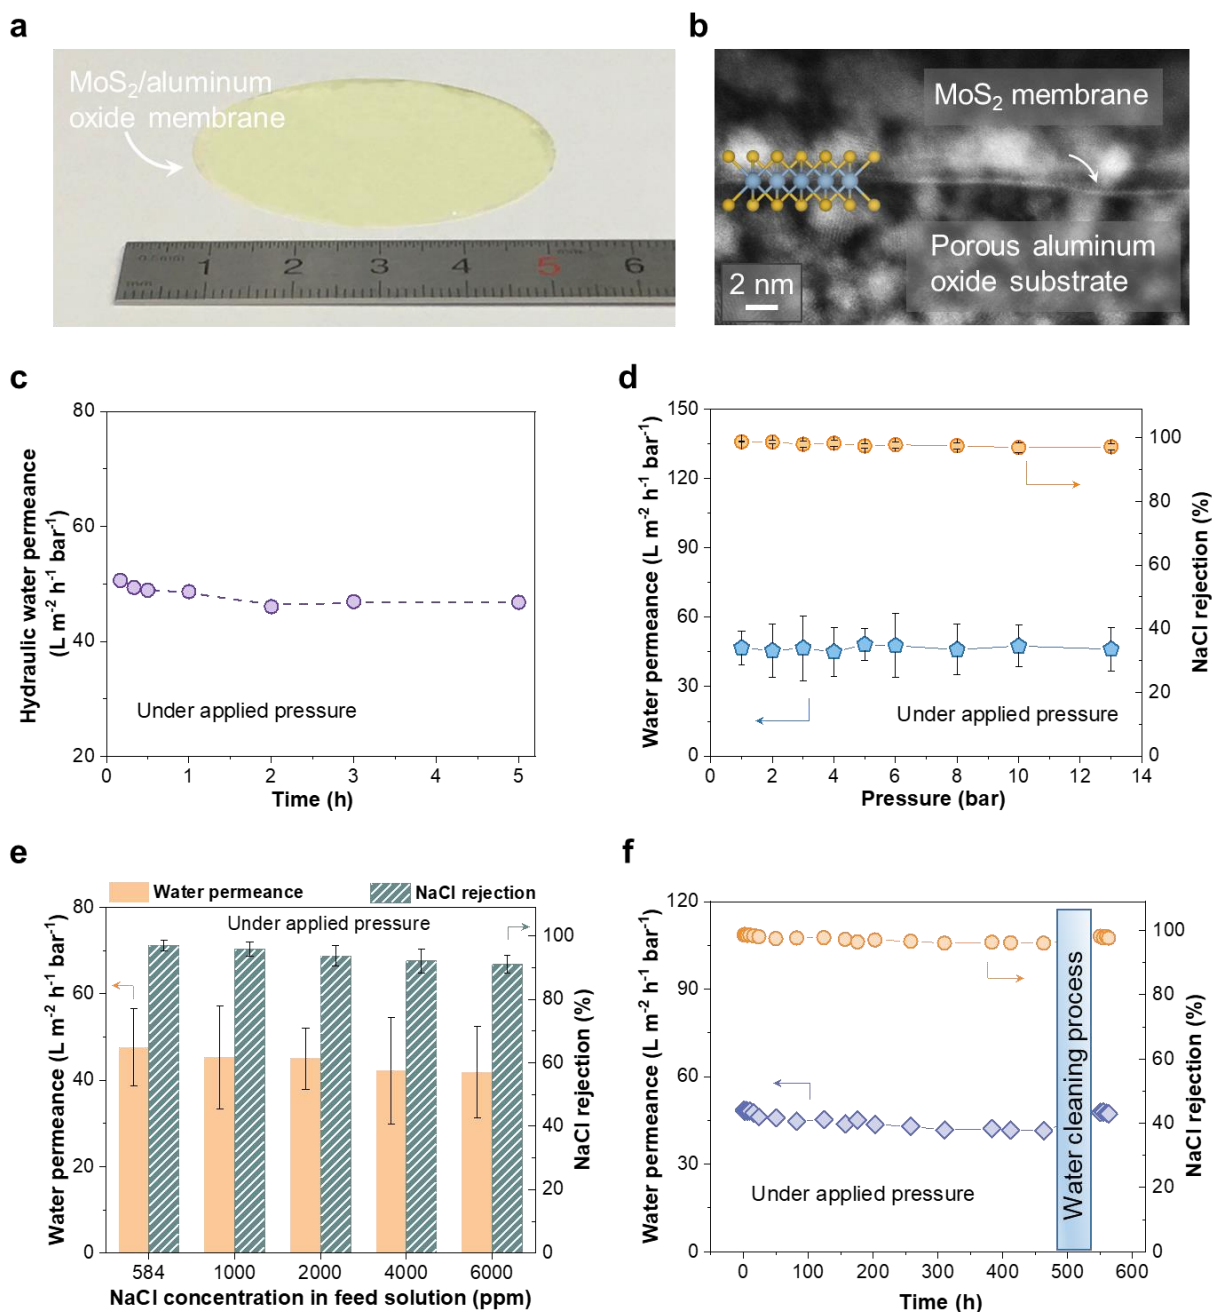 a
MoS2/aluminum
oxide membrane
1 2 3 4 5 6
b
MoS2 membrane
Porous aluminum
oxide substrate
2 nm
c
Hydraulic water permeance
(L m-2 h-1 bar-1)
80
60
40
20
Under applied pressure
0 1 2 3 4 5
Time (h)
d
Water permeance (L m-2 h-1 bar-1)
150
120
90
60
30
0
100
80
60
40
20
0
NaCl rejection (%)
Under applied pressure
0 2 4 6 8 10 12 14
Pressure (bar)
e
Water permeance
NaCl rejection
Under applied pressure
Water permeance (L m-2 h-1 bar-1)
80
60
40
20
0
100
80
60
40
20
0
NaCl rejection (%)
584 1000 2000 4000 6000
NaCl concentration in feed solution (ppm)
f
Water permeance (L m-2 h-1 bar-1)
120
90
60
30
0
100
80
60
40
20
0
NaCl rejection (%)
Water cleaning process
Under applied pressure
0 100 200 300 400 500 600
Time (h)